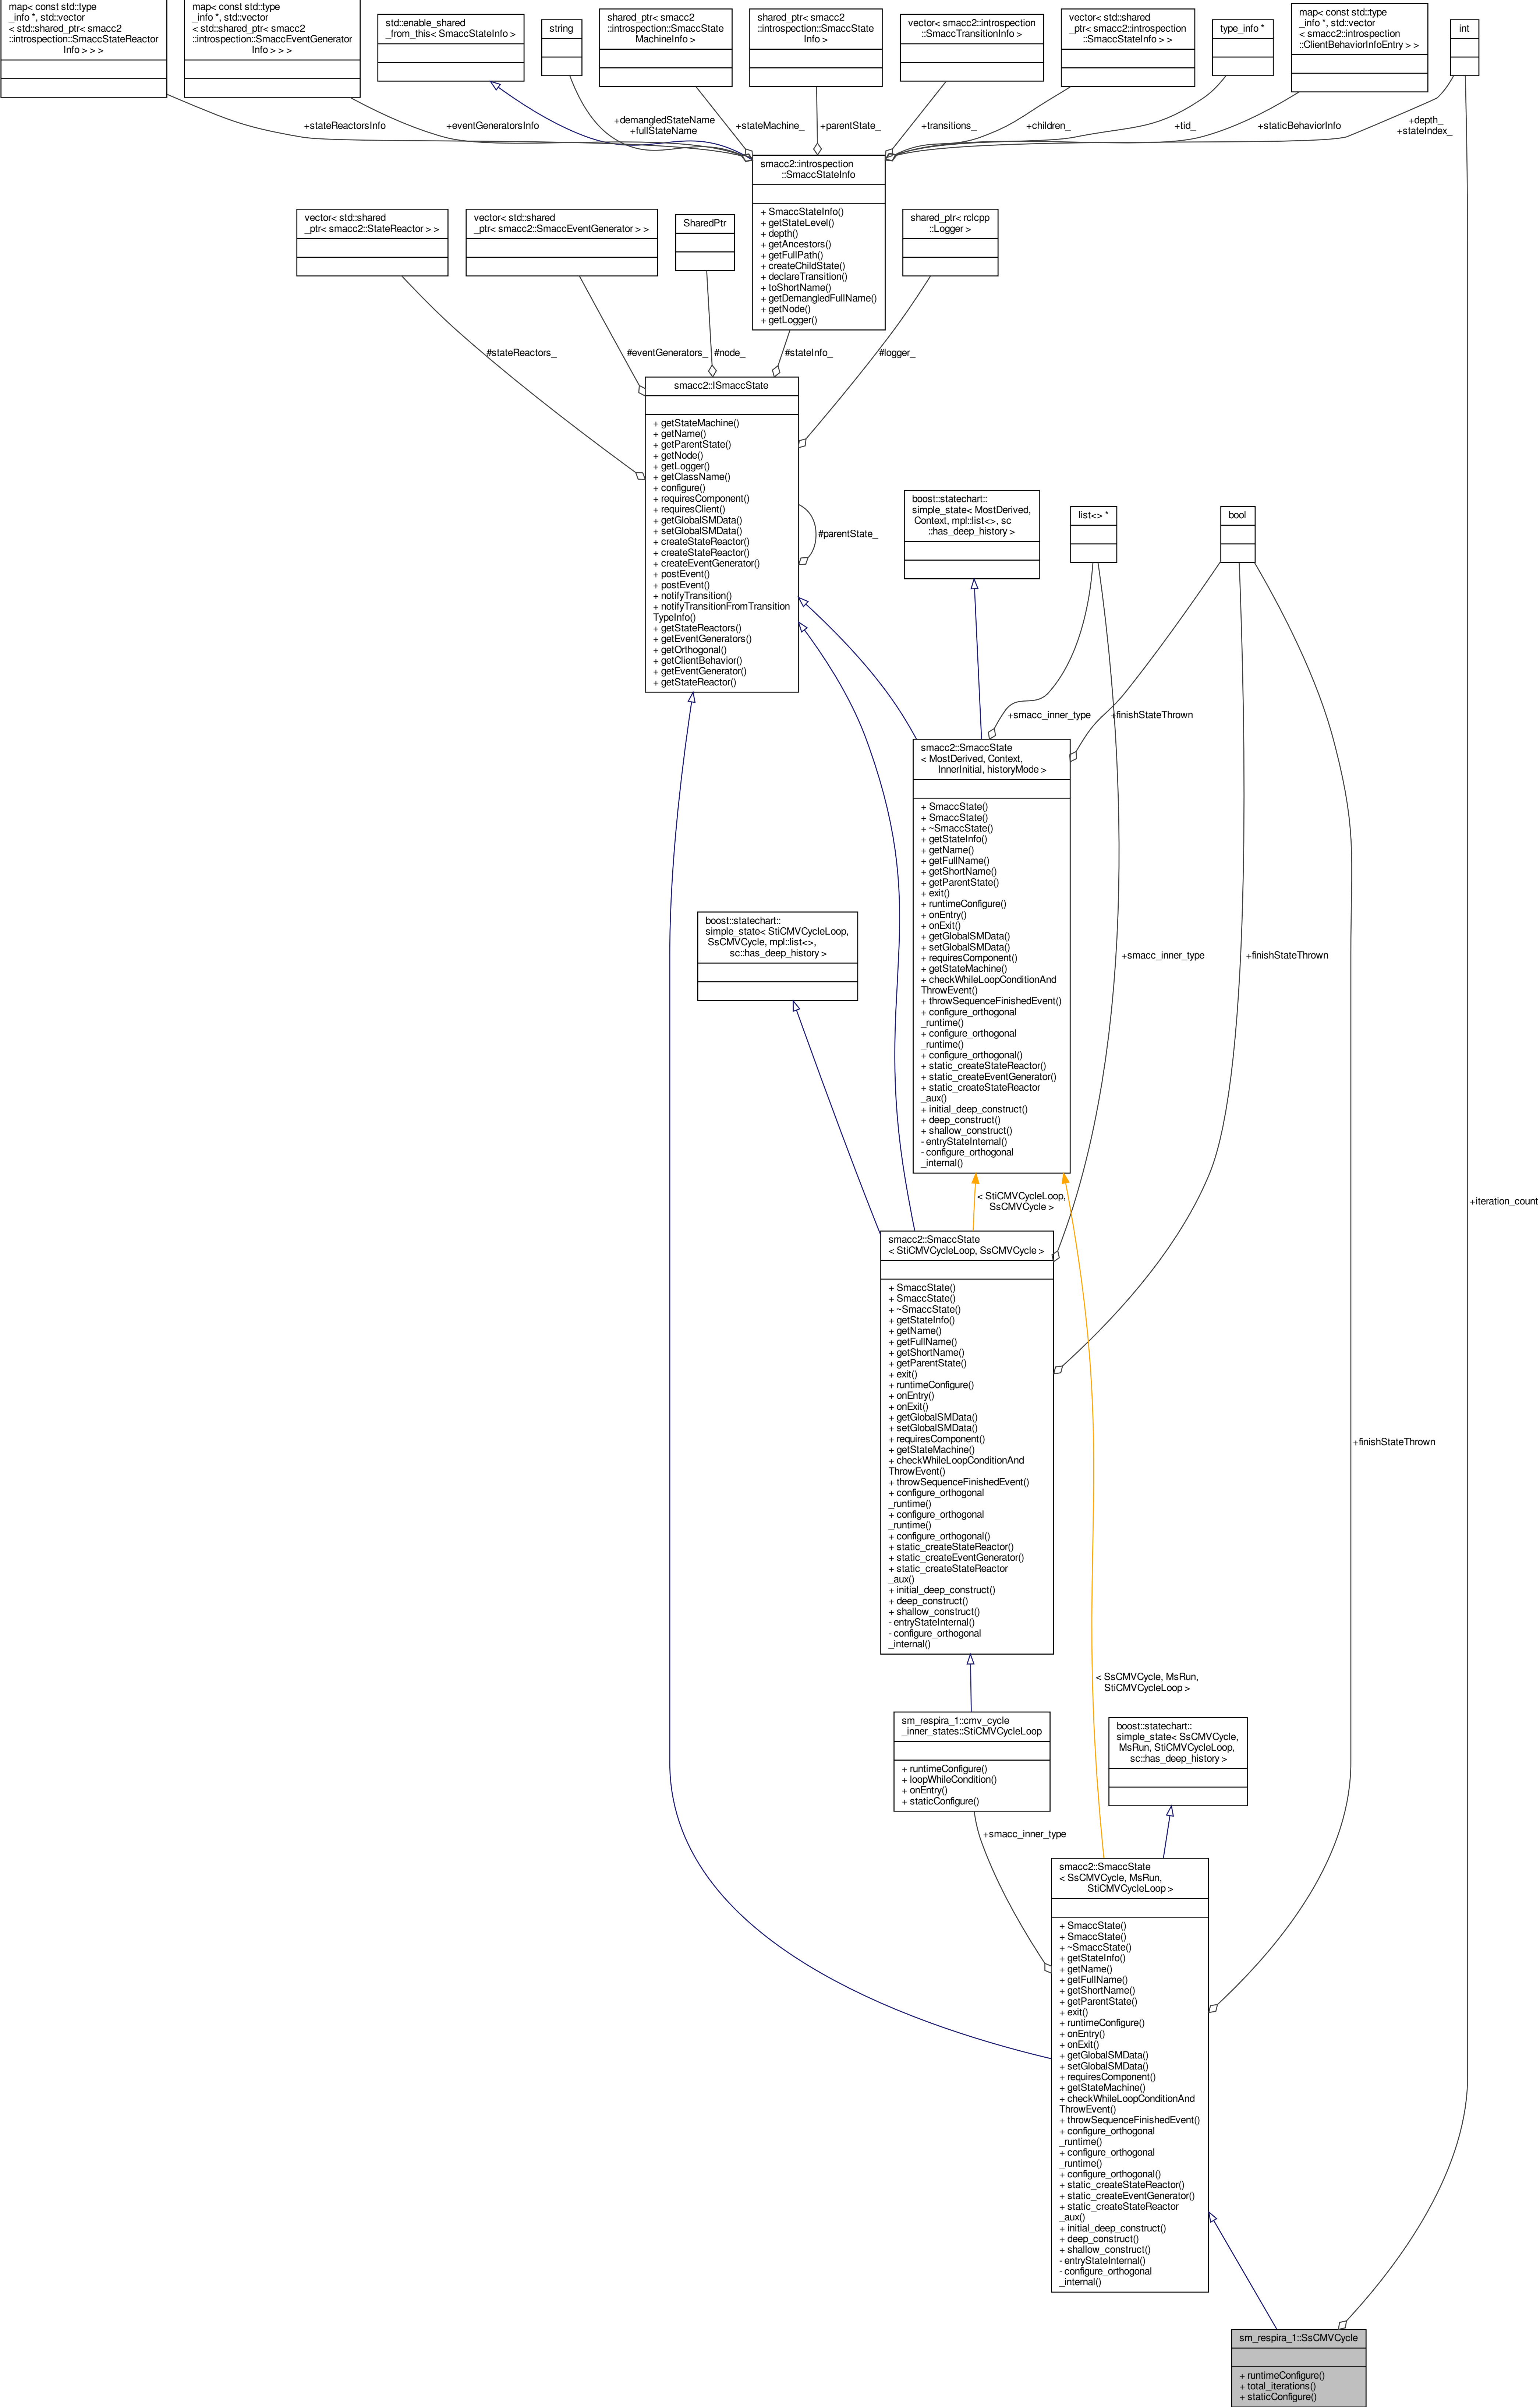 map< const std::type
_info *, std::vector
< std::shared_ptr< smacc2
::introspection::SmaccStateReactor
Info > > >
map< const std::type
_info *, std::vector
< std::shared_ptr< smacc2
::introspection::SmaccEventGenerator
Info > > >
std::enable_shared
_from_this< SmaccStateInfo >
string
shared_ptr< smacc2
::introspection::SmaccState
MachineInfo >
shared_ptr< smacc2
::introspection::SmaccState
Info >
vector< smacc2::introspection
::SmaccTransitionInfo >
vector< std::shared
_ptr< smacc2::introspection
::SmaccStateInfo > >
type_info *
map< const std::type
_info *, std::vector
< smacc2::introspection
::ClientBehaviorInfoEntry > >
int
+stateReactorsInfo
+eventGeneratorsInfo
+demangledStateName
+fullStateName
+stateMachine_
+parentState_
+transitions_
+children_
+tid_
+staticBehaviorInfo
+depth_
+stateIndex_
smacc2::introspection
::SmaccStateInfo
+ SmaccStateInfo()
+ getStateLevel()
+ depth()
+ getAncestors()
+ getFullPath()
+ createChildState()
+ declareTransition()
+ toShortName()
+ getDemangledFullName()
+ getNode()
+ getLogger()
vector< std::shared
_ptr< smacc2::StateReactor > >
vector< std::shared
_ptr< smacc2::SmaccEventGenerator > >
SharedPtr
shared_ptr< rclcpp
::Logger >
#stateReactors_
#eventGenerators_
#node_
#stateInfo_
#logger_
smacc2::ISmaccState
+ getStateMachine()
+ getName()
+ getParentState()
+ getNode()
+ getLogger()
+ getClassName()
+ configure()
+ requiresComponent()
+ requiresClient()
+ getGlobalSMData()
+ setGlobalSMData()
+ createStateReactor()
+ createStateReactor()
+ createEventGenerator()
+ postEvent()
+ postEvent()
+ notifyTransition()
+ notifyTransitionFromTransition
TypeInfo()
+ getStateReactors()
+ getEventGenerators()
+ getOrthogonal()
+ getClientBehavior()
+ getEventGenerator()
+ getStateReactor()
#parentState_
boost::statechart::
simple_state< MostDerived,
Context, mpl::list<>, sc
::has_deep_history >
list<> *
bool
+smacc_inner_type
+finishStateThrown
smacc2::SmaccState
< MostDerived, Context,
InnerInitial, historyMode >
+ SmaccState()
+ SmaccState()
+ ~SmaccState()
+ getStateInfo()
+ getName()
+ getFullName()
+ getShortName()
+ getParentState()
+ exit()
+ runtimeConfigure()
+ onEntry()
+ onExit()
+ getGlobalSMData()
+ setGlobalSMData()
+ requiresComponent()
+ getStateMachine()
+ checkWhileLoopConditionAnd
ThrowEvent()
+ throwSequenceFinishedEvent()
+ configure_orthogonal
_runtime()
+ configure_orthogonal
_runtime()
+ configure_orthogonal()
+ static_createStateReactor()
+ static_createEventGenerator()
+ static_createStateReactor
_aux()
+ initial_deep_construct()
+ deep_construct()
+ shallow_construct()
- entryStateInternal()
- configure_orthogonal
_internal()
boost::statechart::
simple_state< StiCMVCycleLoop,
SsCMVCycle, mpl::list<>,
sc::has_deep_history >
+smacc_inner_type
+finishStateThrown
< StiCMVCycleLoop,
SsCMVCycle >
+iteration_count
smacc2::SmaccState
< StiCMVCycleLoop, SsCMVCycle >
+ SmaccState()
+ SmaccState()
+ ~SmaccState()
+ getStateInfo()
+ getName()
+ getFullName()
+ getShortName()
+ getParentState()
+ exit()
+ runtimeConfigure()
+ onEntry()
+ onExit()
+ getGlobalSMData()
+ setGlobalSMData()
+ requiresComponent()
+ getStateMachine()
+ checkWhileLoopConditionAnd
ThrowEvent()
+ throwSequenceFinishedEvent()
+ configure_orthogonal
_runtime()
+ configure_orthogonal
_runtime()
+ configure_orthogonal()
+ static_createStateReactor()
+ static_createEventGenerator()
+ static_createStateReactor
_aux()
+ initial_deep_construct()
+ deep_construct()
+ shallow_construct()
- entryStateInternal()
- configure_orthogonal
_internal()
+finishStateThrown
< SsCMVCycle, MsRun,
StiCMVCycleLoop >
sm_respira_1::cmv_cycle
_inner_states::StiCMVCycleLoop
+ runtimeConfigure()
+ loopWhileCondition()
+ onEntry()
+ staticConfigure()
boost::statechart::
simple_state< SsCMVCycle,
MsRun, StiCMVCycleLoop,
sc::has_deep_history >
+smacc_inner_type
smacc2::SmaccState
< SsCMVCycle, MsRun,
StiCMVCycleLoop >
+ SmaccState()
+ SmaccState()
+ ~SmaccState()
+ getStateInfo()
+ getName()
+ getFullName()
+ getShortName()
+ getParentState()
+ exit()
+ runtimeConfigure()
+ onEntry()
+ onExit()
+ getGlobalSMData()
+ setGlobalSMData()
+ requiresComponent()
+ getStateMachine()
+ checkWhileLoopConditionAnd
ThrowEvent()
+ throwSequenceFinishedEvent()
+ configure_orthogonal
_runtime()
+ configure_orthogonal
_runtime()
+ configure_orthogonal()
+ static_createStateReactor()
+ static_createEventGenerator()
+ static_createStateReactor
_aux()
+ initial_deep_construct()
+ deep_construct()
+ shallow_construct()
- entryStateInternal()
- configure_orthogonal
_internal()
sm_respira_1::SsCMVCycle
+ runtimeConfigure()
+ total_iterations()
+ staticConfigure()